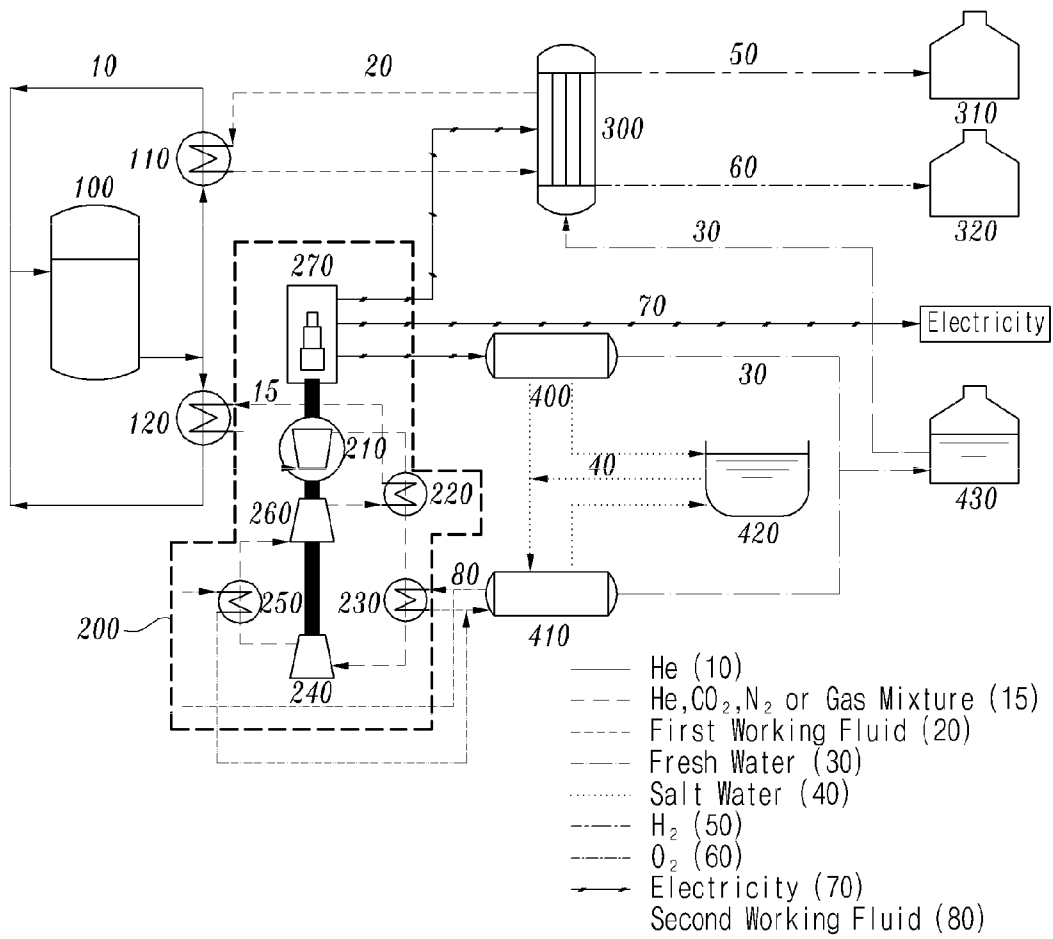 10
20
50
310
300
110
60
100
320
30
270
70
Electricity
15
30
120
400
210
40
220
260
420
430
80
250
230
200
410
240
He (10)
He,CO₂,N₂ or Gas Mixture (15)
First Working Fluid (20)
Fresh Water (30)
Salt Water (40)
H₂ (50)
O₂ (60)
Electricity (70)
Second Working Fluid (80)